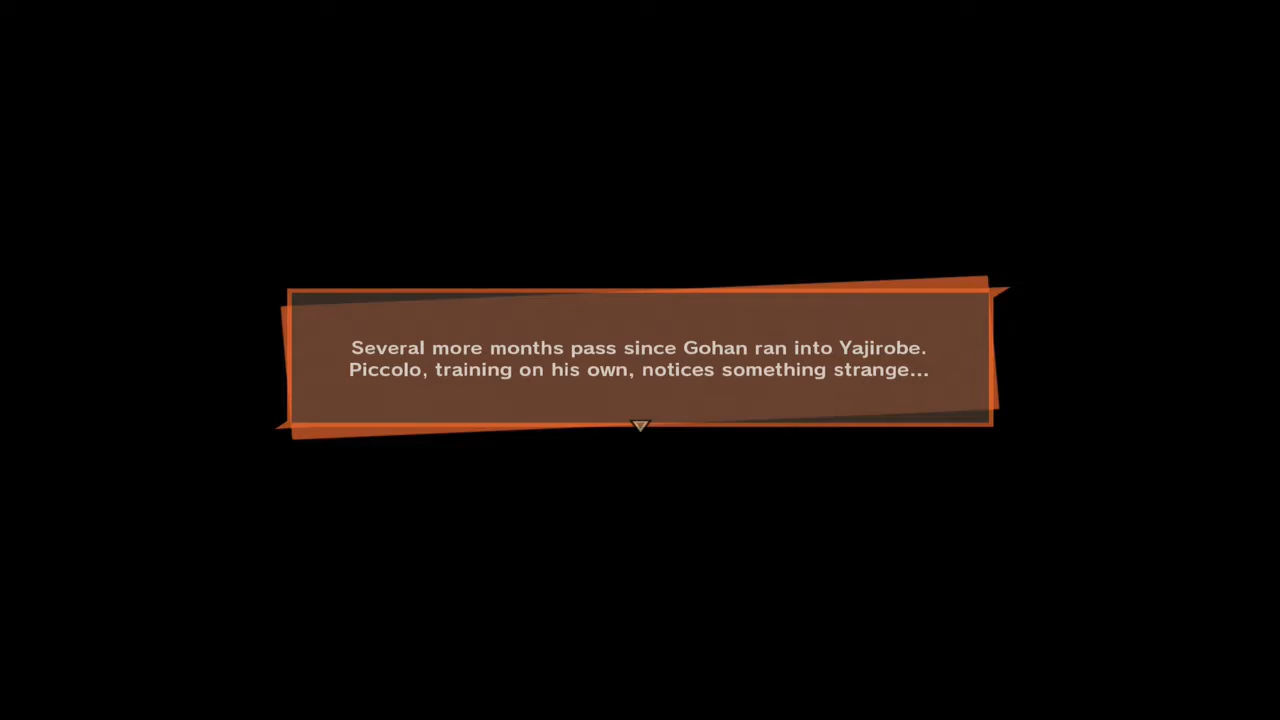 Several more months pass since Gohan ran into Yajirobe.
Piccolo, training on his own, notices something strange...